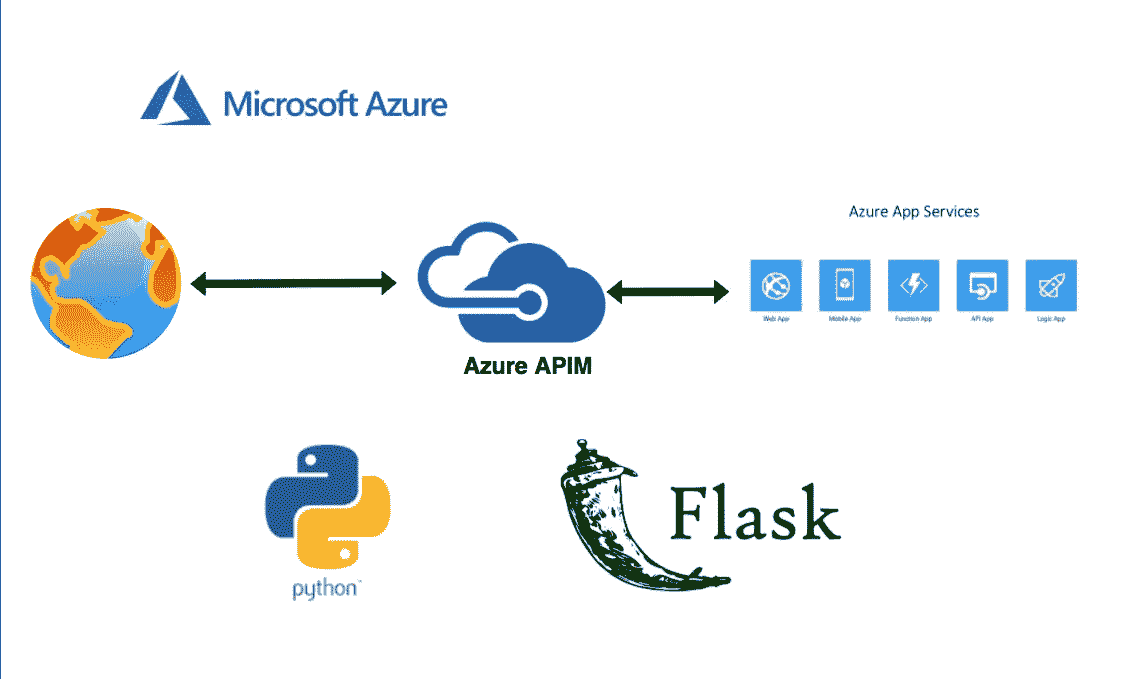 Microsoft Azure
Azure App Services
Web App
Mobile App
Function App
API App
Logic App
Azure APIM
python
Flask